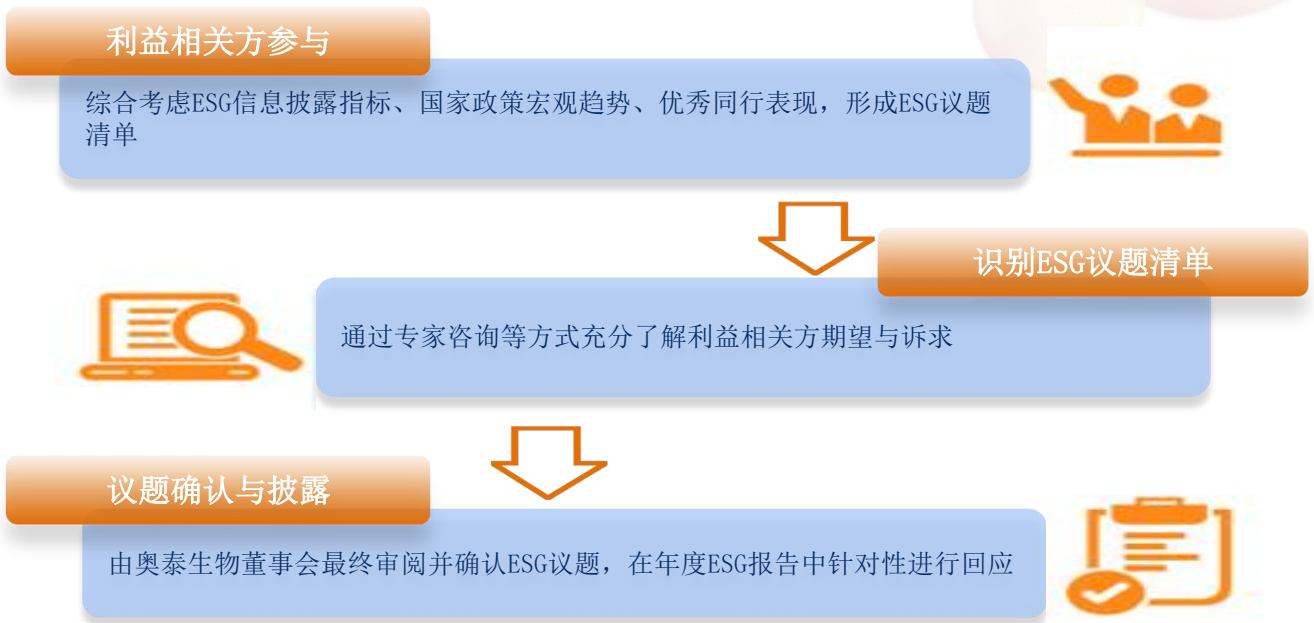 利益相关方参与
综合考虑ESG信息披露指标、国家政策宏观趋势、优秀同行表现，形成ESG议题
清单
识别ESG议题清单
通过专家咨询等方式充分了解利益相关方期望与诉求
议题确认与披露
由奥泰生物董事会最终审阅并确认ESG议题，在年度ESG报告中针对性进行回应